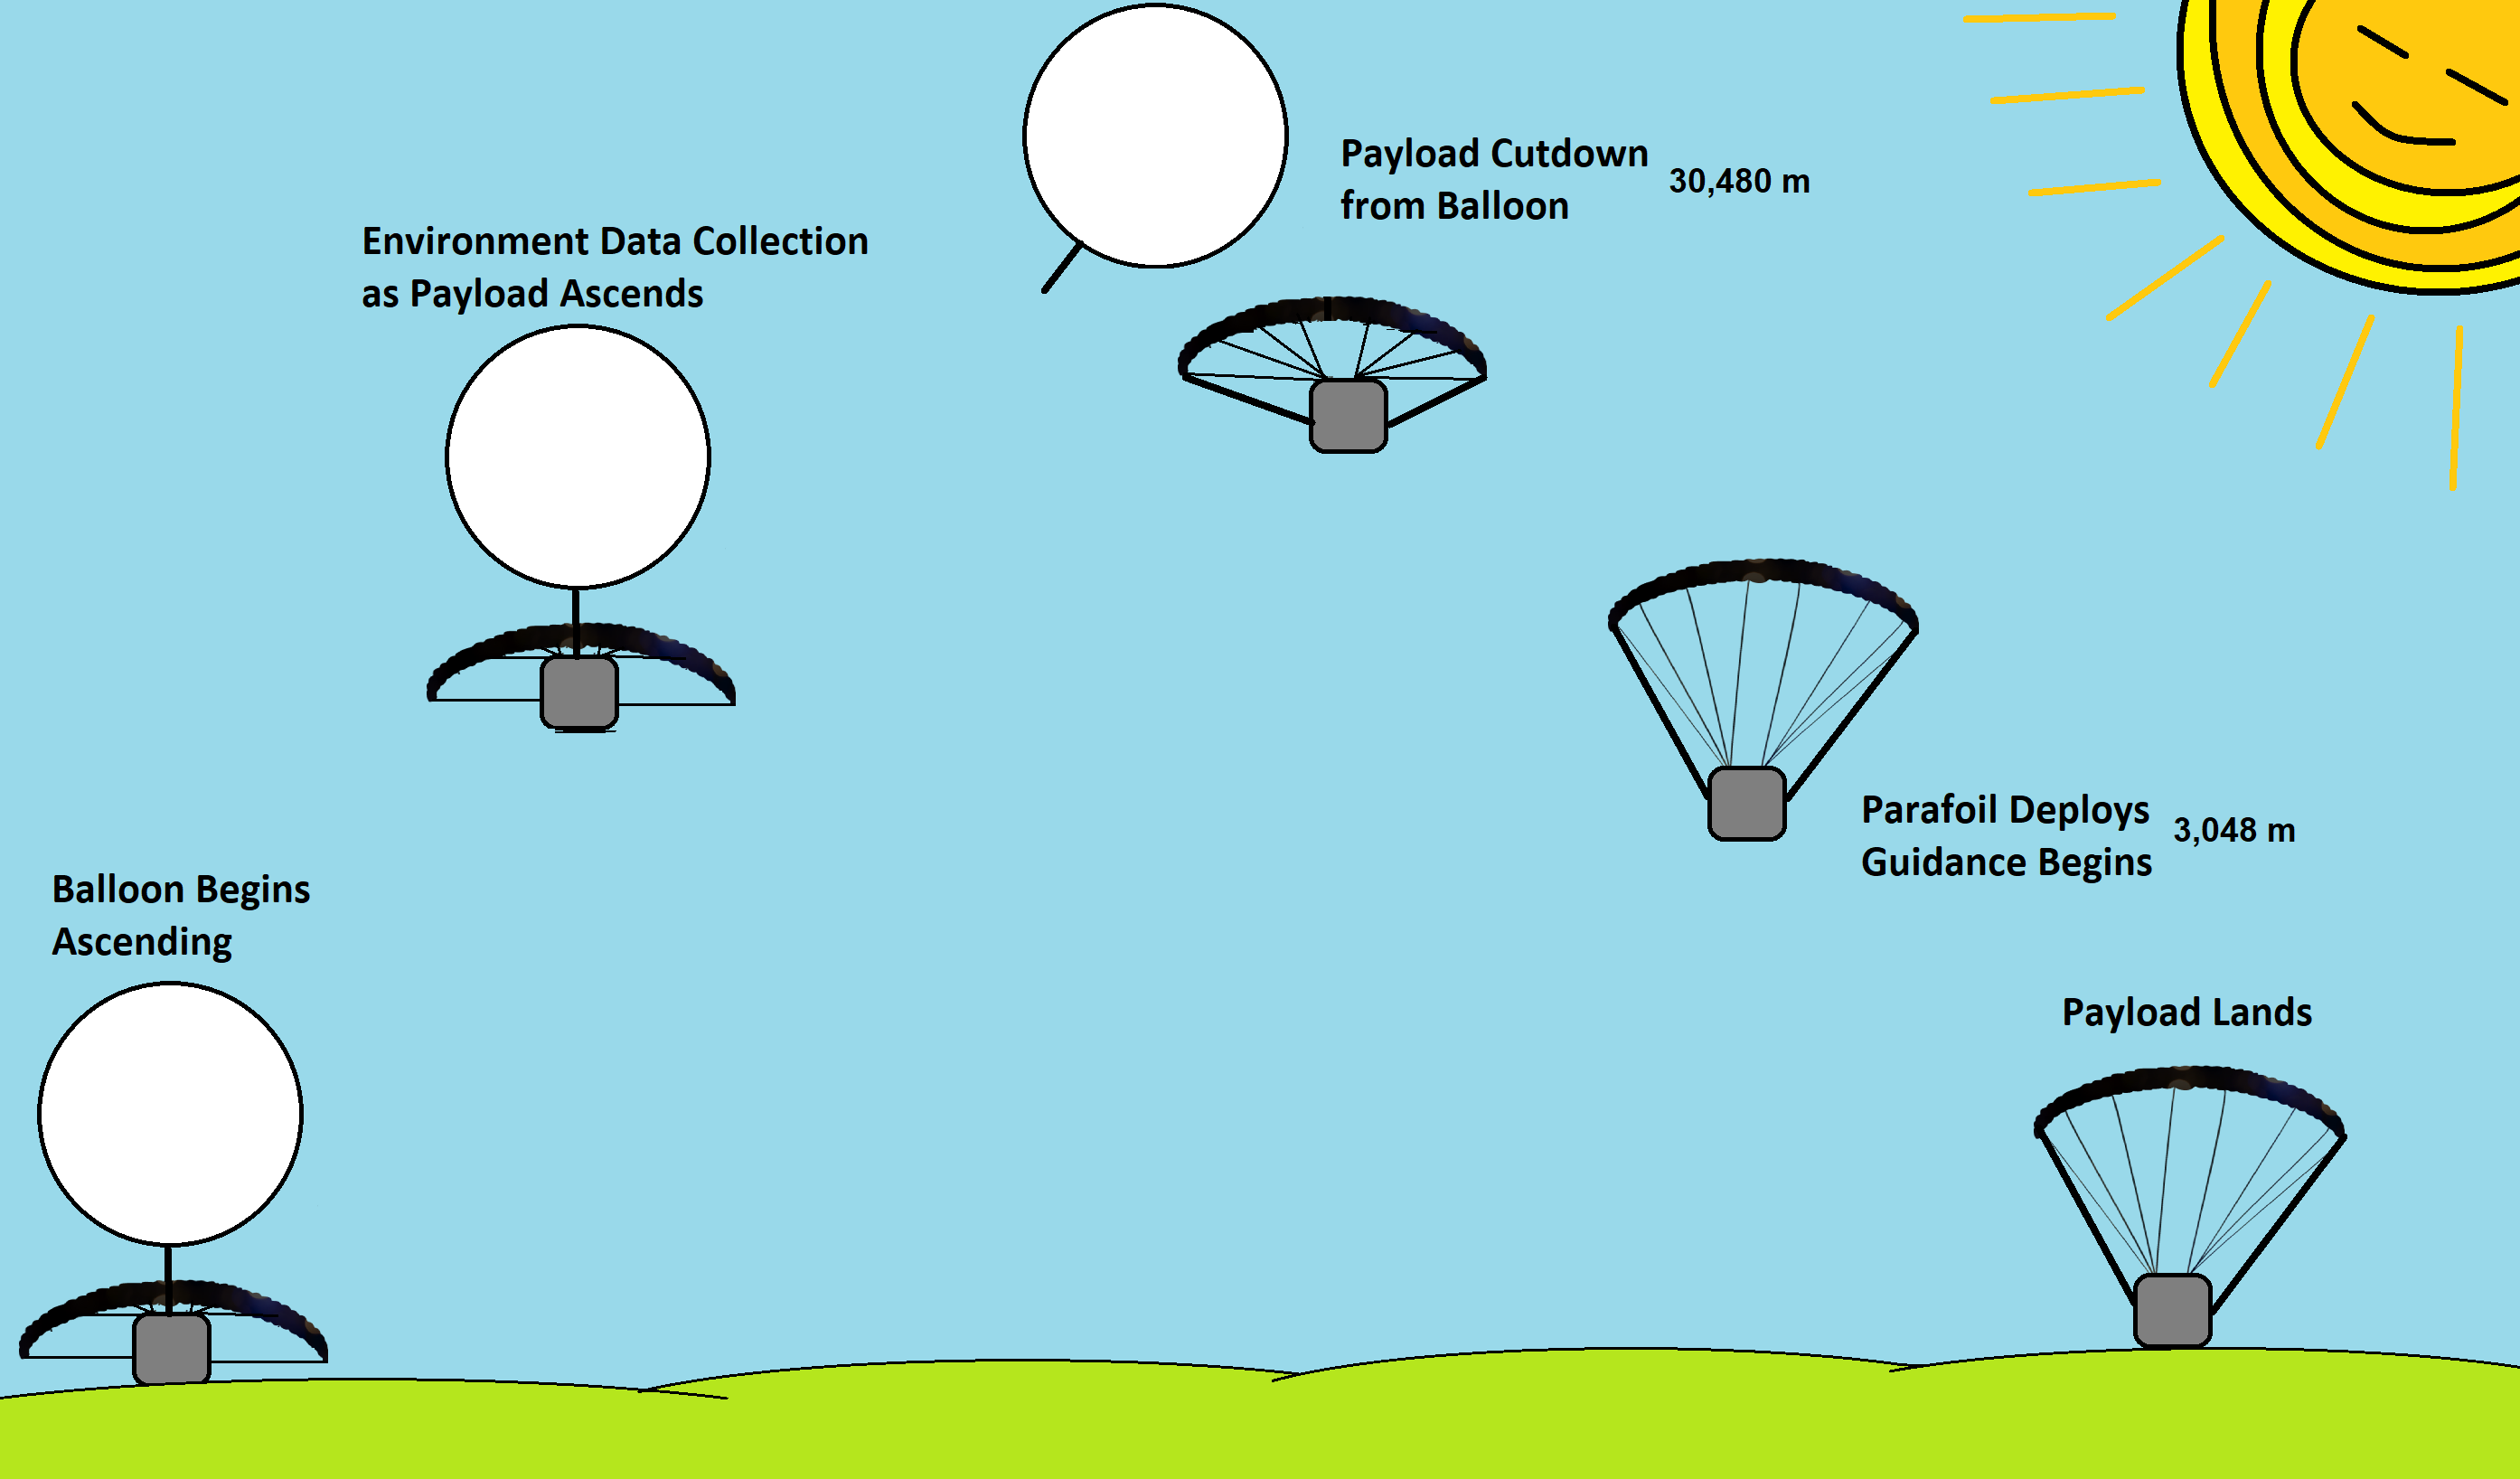 Payload Cutdown
from Balloon
30,480 m
Environment Data Collection
as Payload Ascends
Parafoil Deploys
Guidance Begins
3,048 m
Balloon Begins
Ascending
Payload Lands